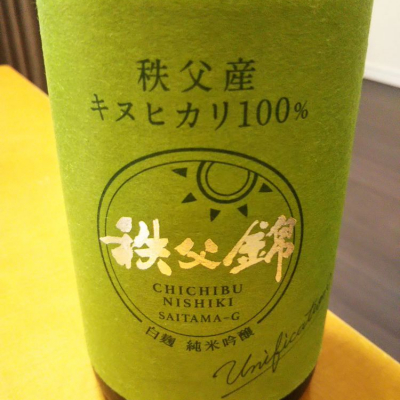 秩父産
キヌヒカリ100%
秩父錦
CHICHIBU
NISHIKI
SAITAMA-G
白麹 純米吟醸
Unification